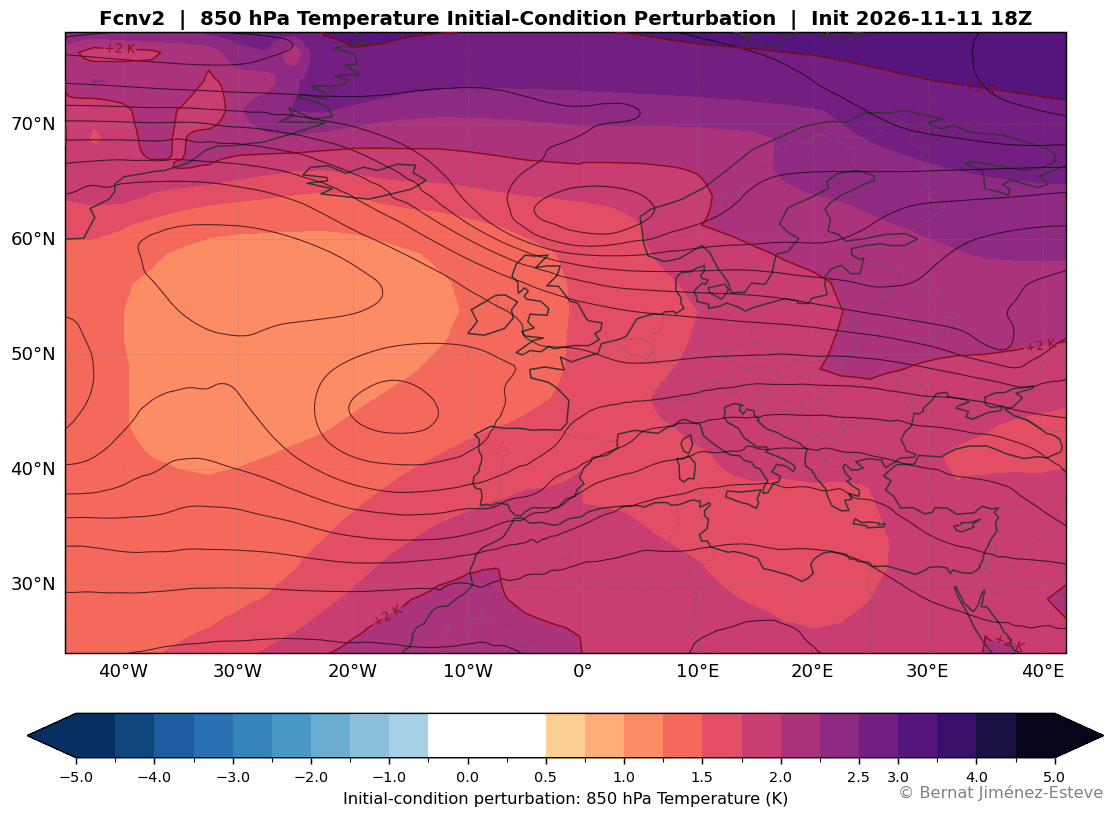 Fcnv2 | 850 hPa Temperature Initial-Condition Perturbation | Init 2026-11-11 18Z
+2 K
+3 K
70°N
60°N
50°N
+2 K
40°N
30°N
+2 K
+2 K
40°W 30°W 20°W 10°W 0° 10°E 20°E 30°E 40°E
−5.0 −4.0 −3.0 −2.0 −1.0 0.0 0.5 1.0 1.5 2.0 2.5 3.0 4.0 5.0
Initial-condition perturbation: 850 hPa Temperature (K)
© Bernat Jiménez-Esteve